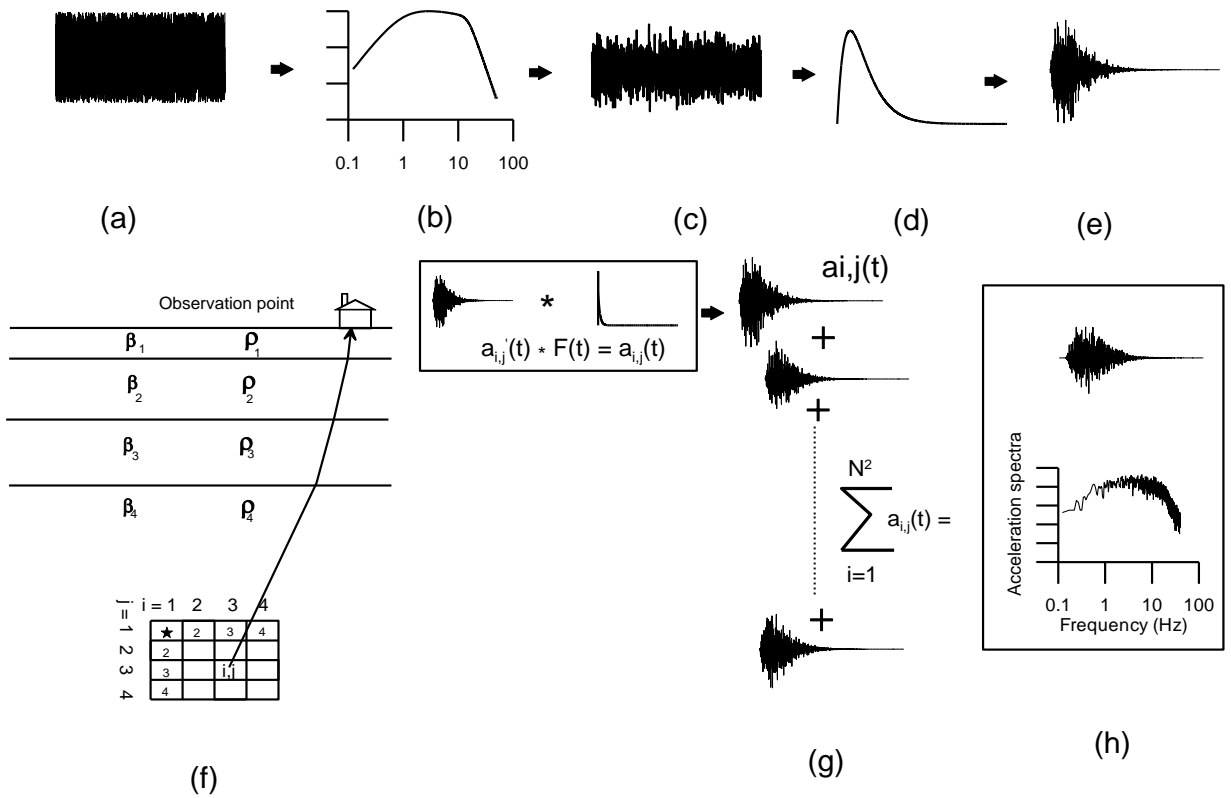 0.1 1 10 100
(a)
(b)
(c)
(d)
(e)
Observation point
β1 ρ1
β2 ρ2
β3 ρ3
β4 ρ4
*
ai,j'(t) * F(t) = ai,j(t)
ai,j(t)
+
+
N²
∑ ai,j(t) =
i=1
+
Acceleration spectra
0.1 1 10 100
Frequency (Hz)
i = 1 2 3 4
j = 1 2 3 4
★ 2 3 4
2
3 i,j
4
(f)
(g)
(h)